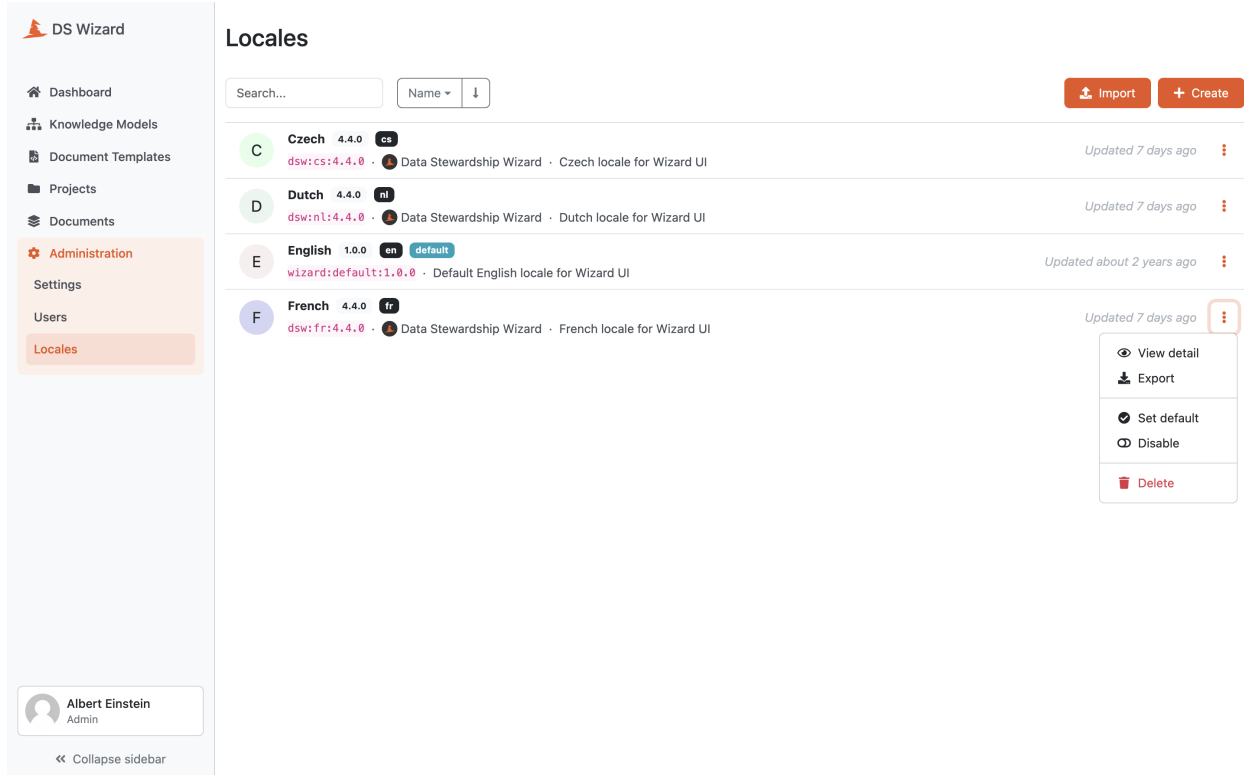 DS Wizard
Dashboard
Knowledge Models
Document Templates
Projects
Documents
Administration
Settings
Users
Locales
Albert Einstein
Admin
Collapse sidebar
Locales
Search...
Name
Import
Create
C
Czech 4.4.0 cs
dsw:cs:4.4.0 · Data Stewardship Wizard · Czech locale for Wizard UI
Updated 7 days ago
D
Dutch 4.4.0 nl
dsw:nl:4.4.0 · Data Stewardship Wizard · Dutch locale for Wizard UI
Updated 7 days ago
E
English 1.0.0 en default
wizard:default:1.0.0 · Default English locale for Wizard UI
Updated about 2 years ago
F
French 4.4.0 fr
dsw:fr:4.4.0 · Data Stewardship Wizard · French locale for Wizard UI
Updated 7 days ago
View detail
Export
Set default
Disable
Delete